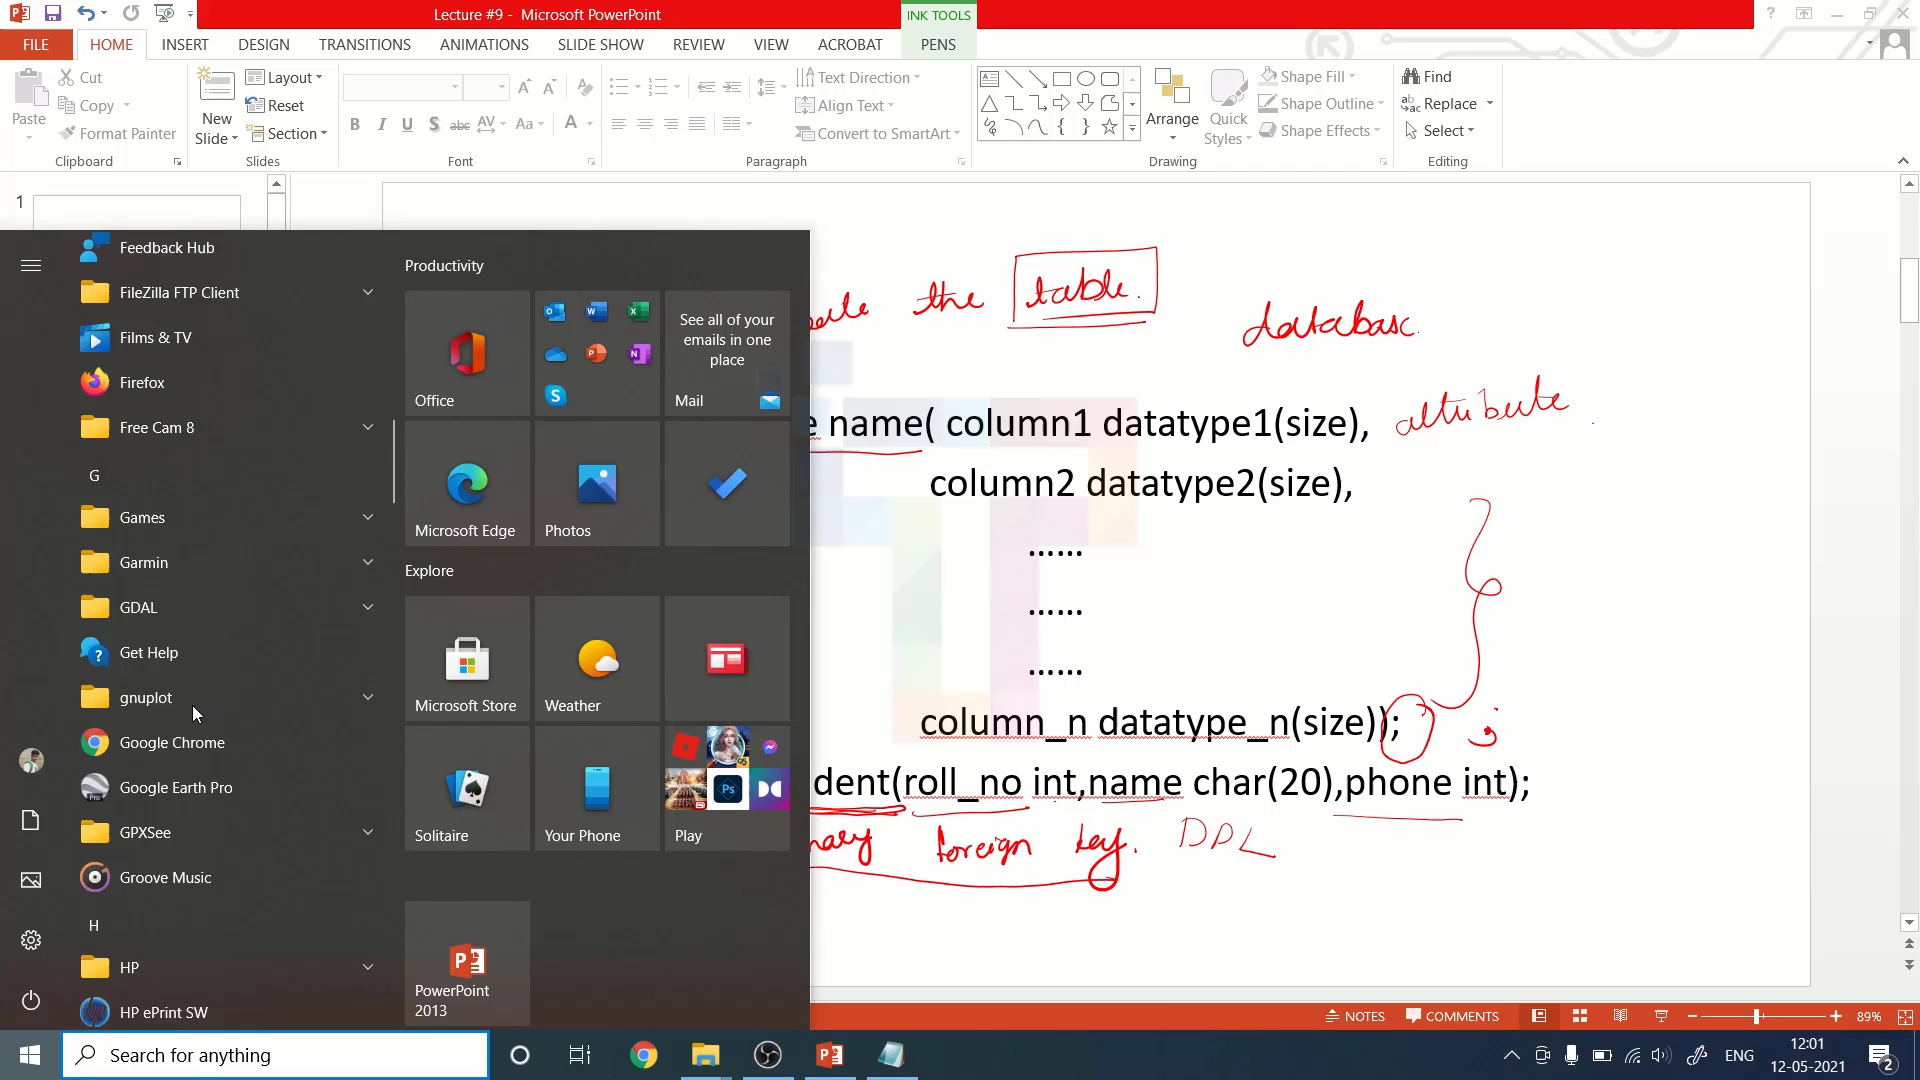 Lecture #9 - Microsoft PowerPoint
INK TOOLS
FILE
HOME
INSERT
DESIGN
TRANSITIONS
ANIMATIONS
SLIDE SHOW
REVIEW
VIEW
ACROBAT
PENS
Paste
Cut
Copy
Format Painter
Clipboard
New
Slide
Layout
Reset
Section
Slides
B I U S abc AV Aa A
Font
Text Direction
Align Text
Convert to SmartArt
Paragraph
Arrange
Quick
Styles
Shape Fill
Shape Outline
Shape Effects
Drawing
Find
Replace
Select
Editing
1
the table.
database
name( column1 datatype1(size),
attribute
column2 datatype2(size),
......
......
......
column_n datatype_n(size));
;
dent(roll_no int,name char(20),phone int);
foreign key.
Feedback Hub
FileZilla FTP Client
Films & TV
Firefox
Free Cam 8
G
Games
Garmin
GDAL
Get Help
gnuplot
Google Chrome
Google Earth Pro
GPXSee
Groove Music
H
HP
HP ePrint SW
Productivity
Office
See all of your
emails in one
place
Mail
Microsoft Edge
Photos
Explore
Microsoft Store
Weather
Solitaire
Your Phone
Play
PowerPoint
2013
NOTES
COMMENTS
89%
Search for anything
ENG
12:01
12-05-2021
2